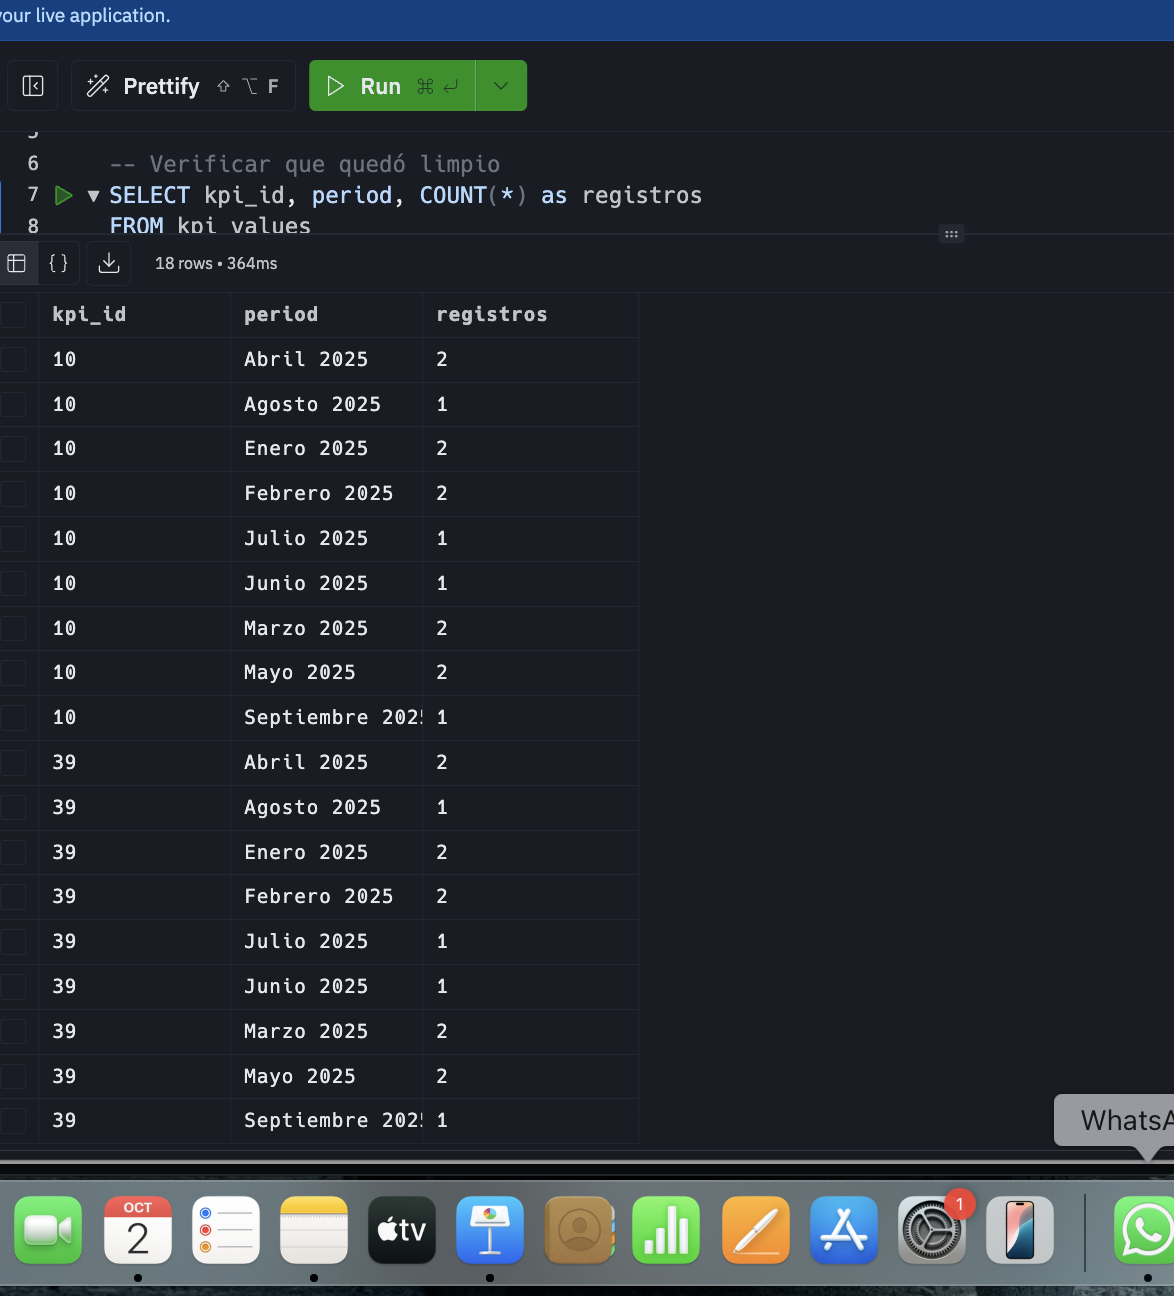 your live application.
Prettify ⇧ ⌥ F
Run ⌘ ↵
5
6 -- Verificar que quedó limpio
7 SELECT kpi_id, period, COUNT(*) as registros
8 FROM kpi_values
{} 18 rows • 364ms
kpi_id period registros
10 Abril 2025 2
10 Agosto 2025 1
10 Enero 2025 2
10 Febrero 2025 2
10 Julio 2025 1
10 Junio 2025 1
10 Marzo 2025 2
10 Mayo 2025 2
10 Septiembre 2025 1
39 Abril 2025 2
39 Agosto 2025 1
39 Enero 2025 2
39 Febrero 2025 2
39 Julio 2025 1
39 Junio 2025 1
39 Marzo 2025 2
39 Mayo 2025 2
39 Septiembre 2025 1
WhatsA
OCT
2
tv
1